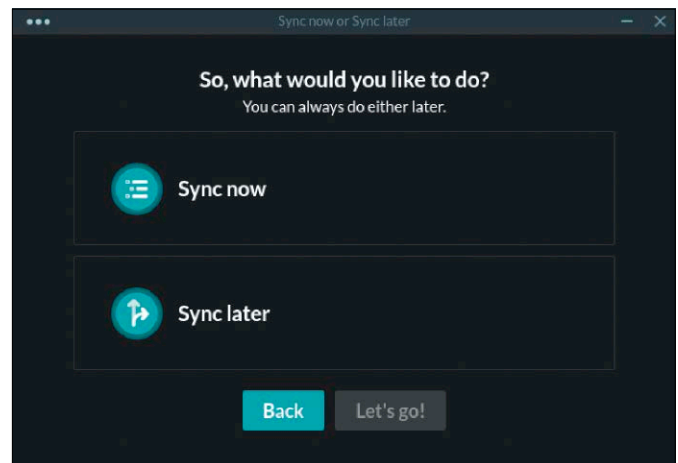 Sync now or Sync later
So, what would you like to do?
You can always do either later.
Sync now
Sync later
Back
Let's go!